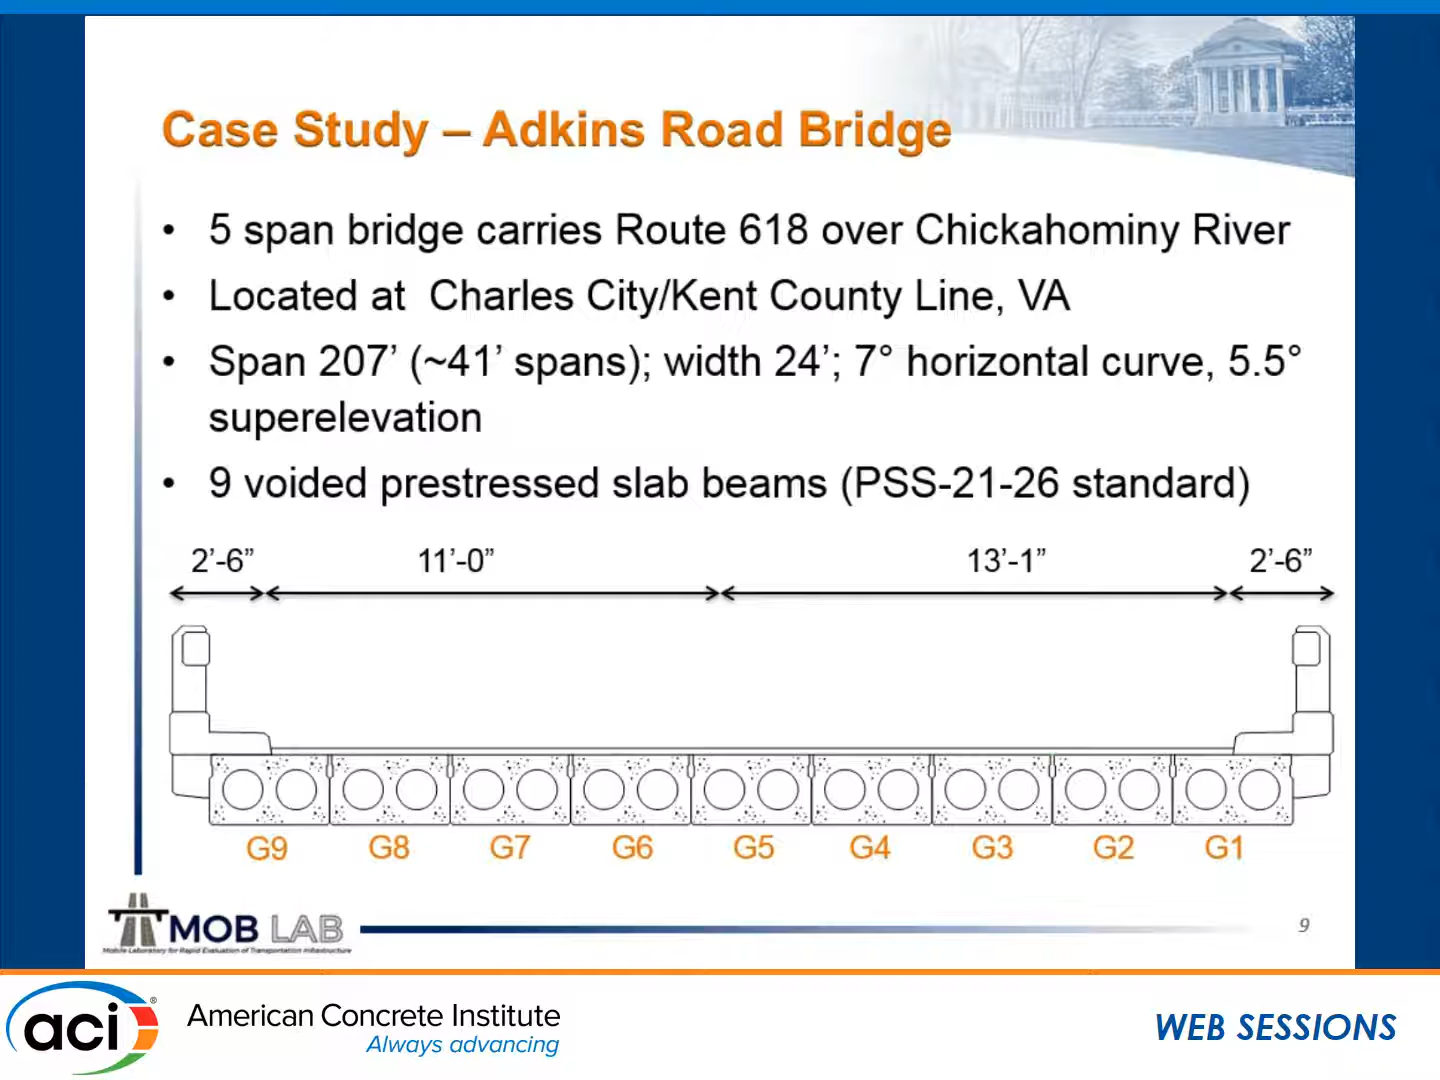 Case Study – Adkins Road Bridge
• 5 span bridge carries Route 618 over Chickahominy River
• Located at  Charles City/Kent County Line, VA
• Span 207’ (~41’ spans); width 24’; 7° horizontal curve, 5.5°
superelevation
• 9 voided prestressed slab beams (PSS-21-26 standard)
2’-6” 11’-0” 13’-1” 2’-6”
G9 G8 G7 G6 G5 G4 G3 G2 G1
MOB LAB
Mobile Laboratory for Rapid Evaluation of Transportation Infrastructure
9
aci®
American Concrete Institute
Always advancing
WEB SESSIONS